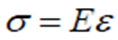 σ = Eε